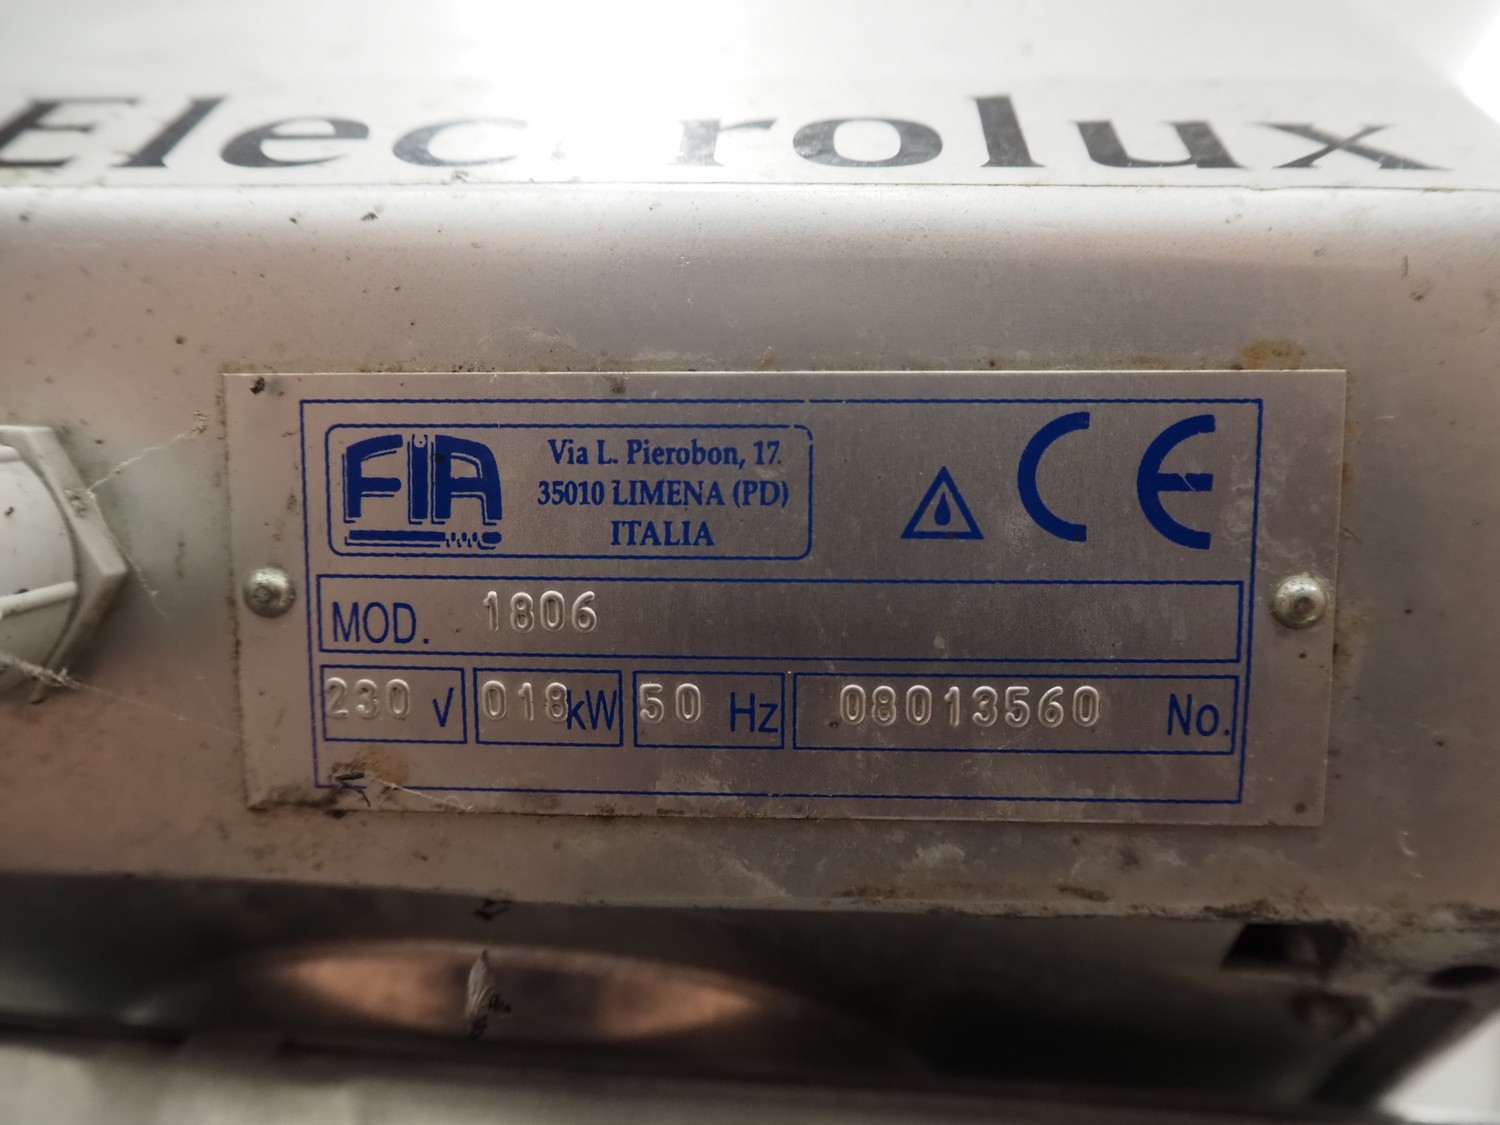 Electrolux
FIA
Via L. Pierobon, 17
35010 LIMENA (PD)
ITALIA
CE
MOD. 1806
230 V 018 kW 50 Hz 08013560 No.